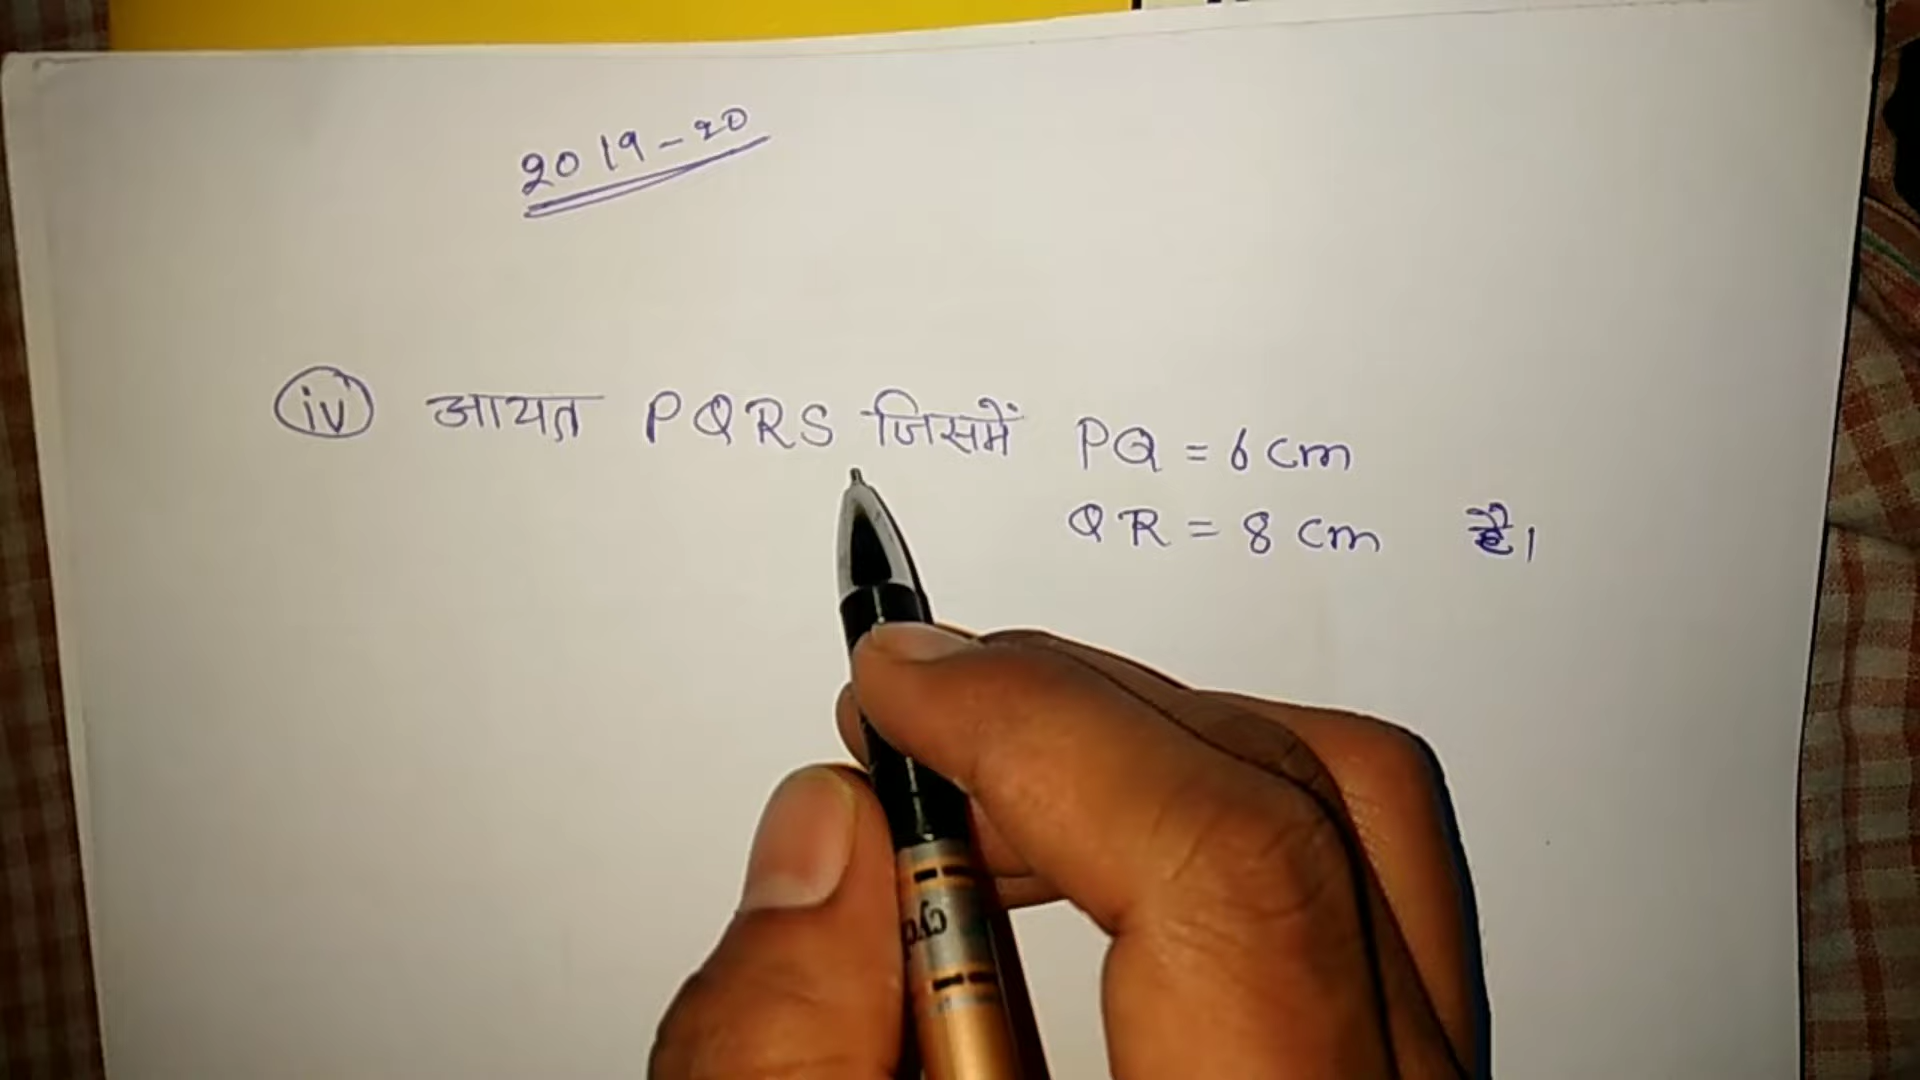 2019-20
(iv) आयत PQRS जिसमें PQ = 6 cm
QR = 8 cm है।